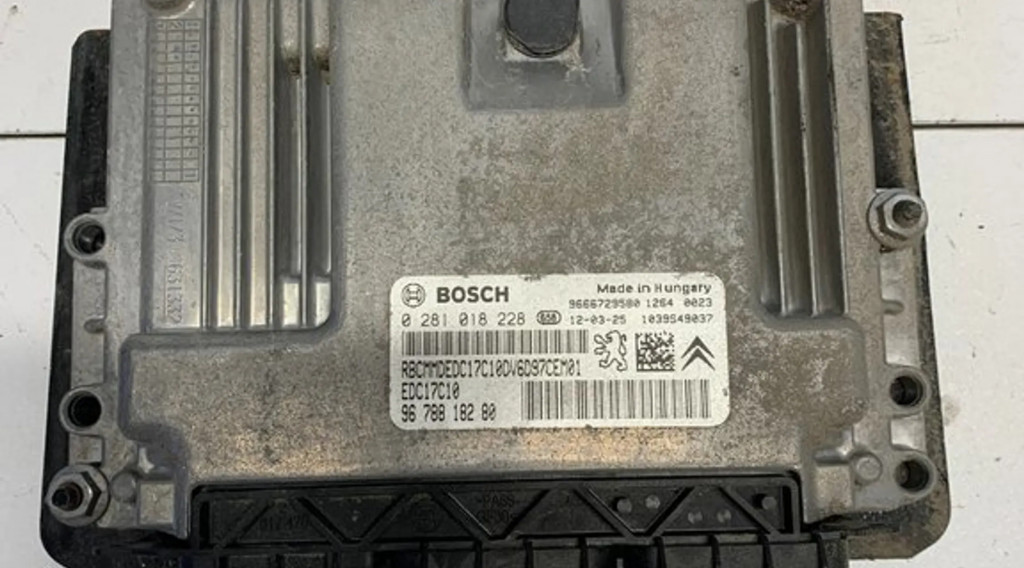 BOSCH
Made in Hungary
9666729580 1264 0023
0 281 018 228 658 12-03-25 1039S49037
RBCMMDEDC17C10DV6D97CEM01
EDC17C10
96 788 182 80